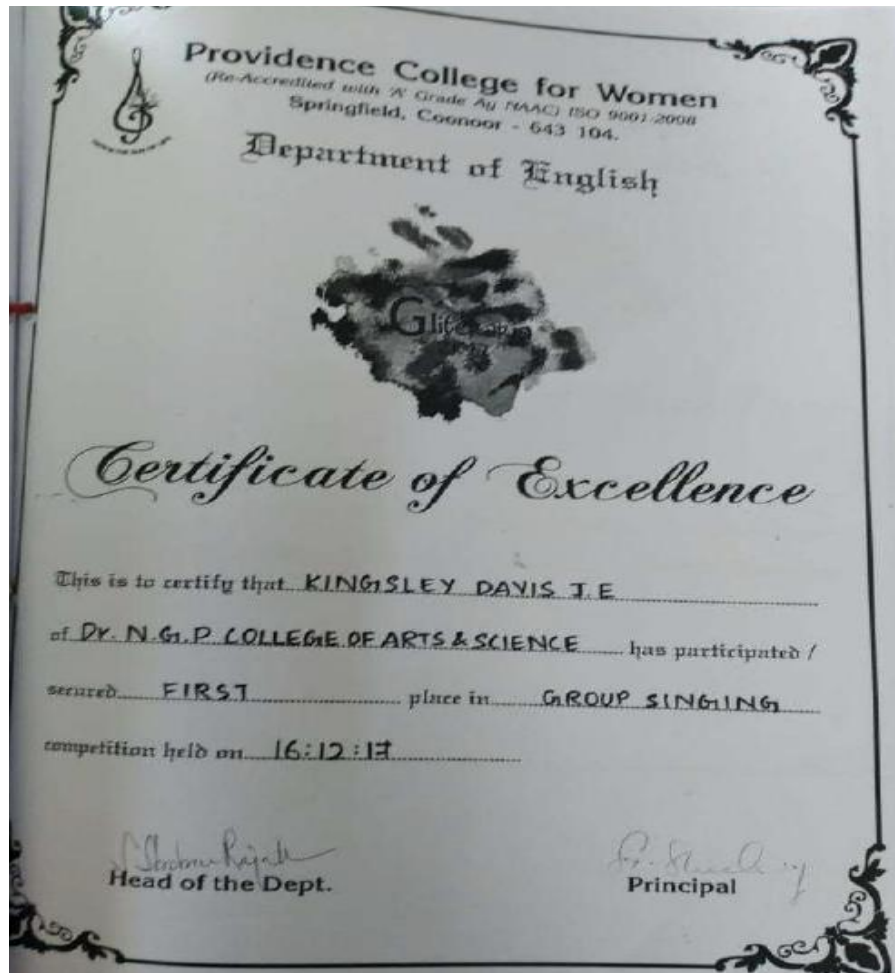 Providence College for Women
(Re-Accredited with 'A' Grade Ay NAAC) ISO 9001-2008
Springfield, Coonoor - 643 104.
Department of English
Certificate of Excellence
This is to certify that KINGSLEY DAVIS J.E
of Dr. N.G.P COLLEGE OF ARTS & SCIENCE has participated /
secured FIRST place in GROUP SINGING
competition held on 16:12:17
Head of the Dept.
Principal